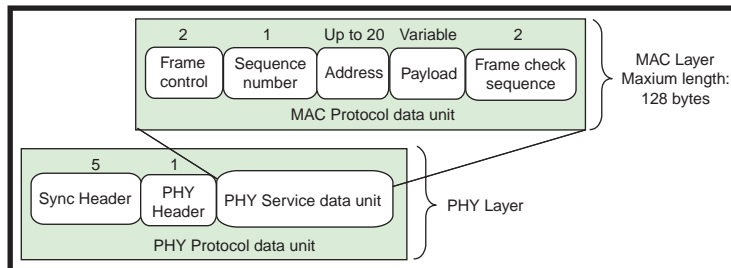 2 1 Up to 20 Variable 2
Frame control
Sequence number
Address
Payload
Frame check sequence
MAC Protocol data unit
MAC Layer
Maxium length:
128 bytes
5 1
Sync Header
PHY Header
PHY Service data unit
PHY Protocol data unit
PHY Layer